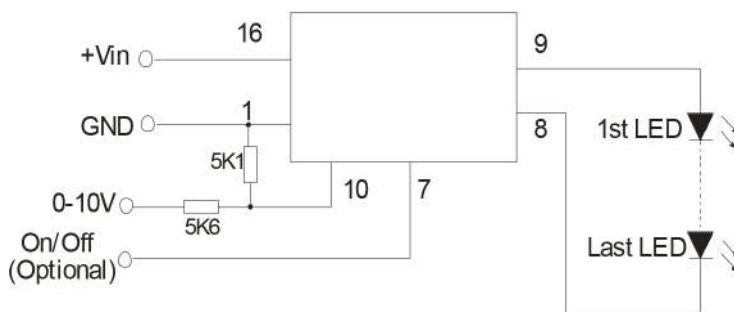 16
+Vin
1
GND
5K1
0-10V
5K6
On/Off
(Optional)
10
7
9
8
1st LED
Last LED